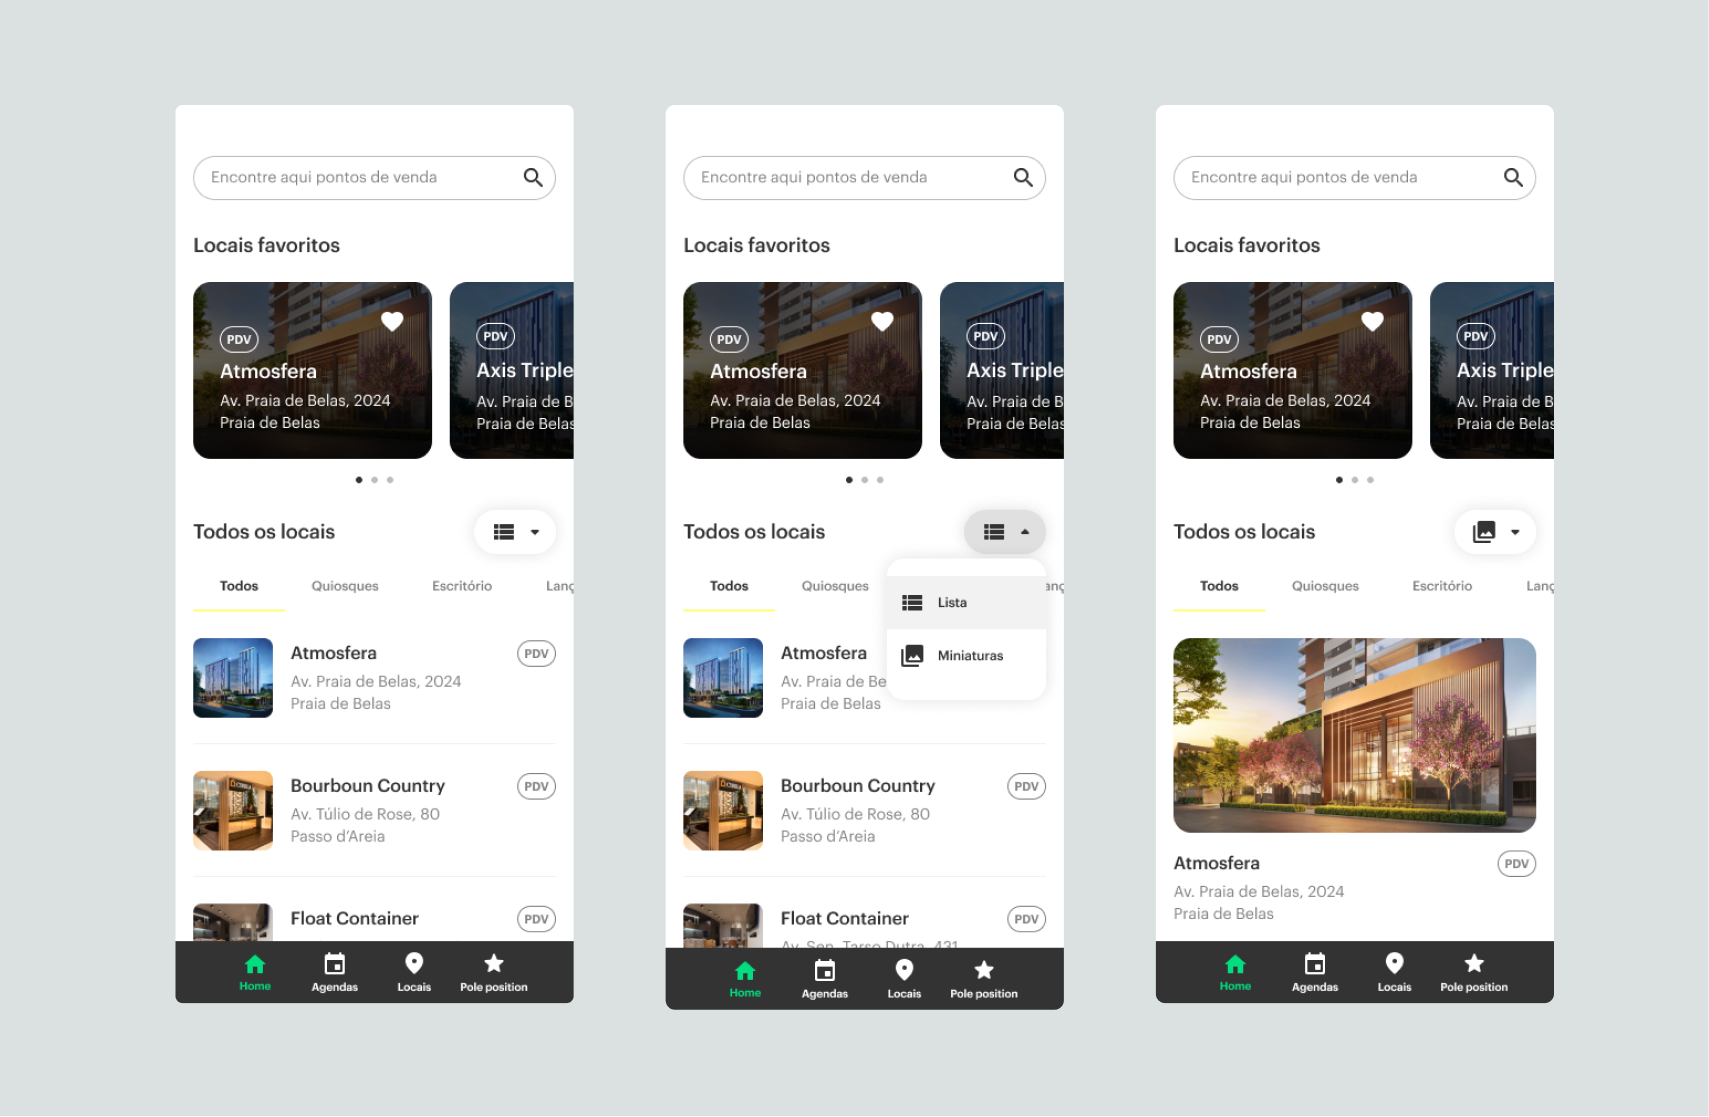 Encontre aqui pontos de venda
Locais favoritos
PDV
Atmosfera
Av. Praia de Belas, 2024
Praia de Belas
PDV
Axis Triple
Av. Praia de B
Praia de Belas
Todos os locais
Todos Quiosques Escritório Lanç
Atmosfera PDV
Av. Praia de Belas, 2024
Praia de Belas
Bourboun Country PDV
Av. Túlio de Rose, 80
Passo d’Areia
Float Container PDV
Home Agendas Locais Pole position
Encontre aqui pontos de venda
Locais favoritos
PDV
Atmosfera
Av. Praia de Belas, 2024
Praia de Belas
PDV
Axis Triple
Av. Praia de B
Praia de Belas
Todos os locais
Todos Quiosques anç
Lista
Miniaturas
Atmosfera
Av. Praia de Be
Praia de Belas
Bourboun Country PDV
Av. Túlio de Rose, 80
Passo d’Areia
Float Container PDV
Av. Sen. Tarso Dutra, 431
Home Agendas Locais Pole position
Encontre aqui pontos de venda
Locais favoritos
PDV
Atmosfera
Av. Praia de Belas, 2024
Praia de Belas
PDV
Axis Triple
Av. Praia de B
Praia de Belas
Todos os locais
Todos Quiosques Escritório Lanç
Atmosfera PDV
Av. Praia de Belas, 2024
Praia de Belas
Home Agendas Locais Pole position